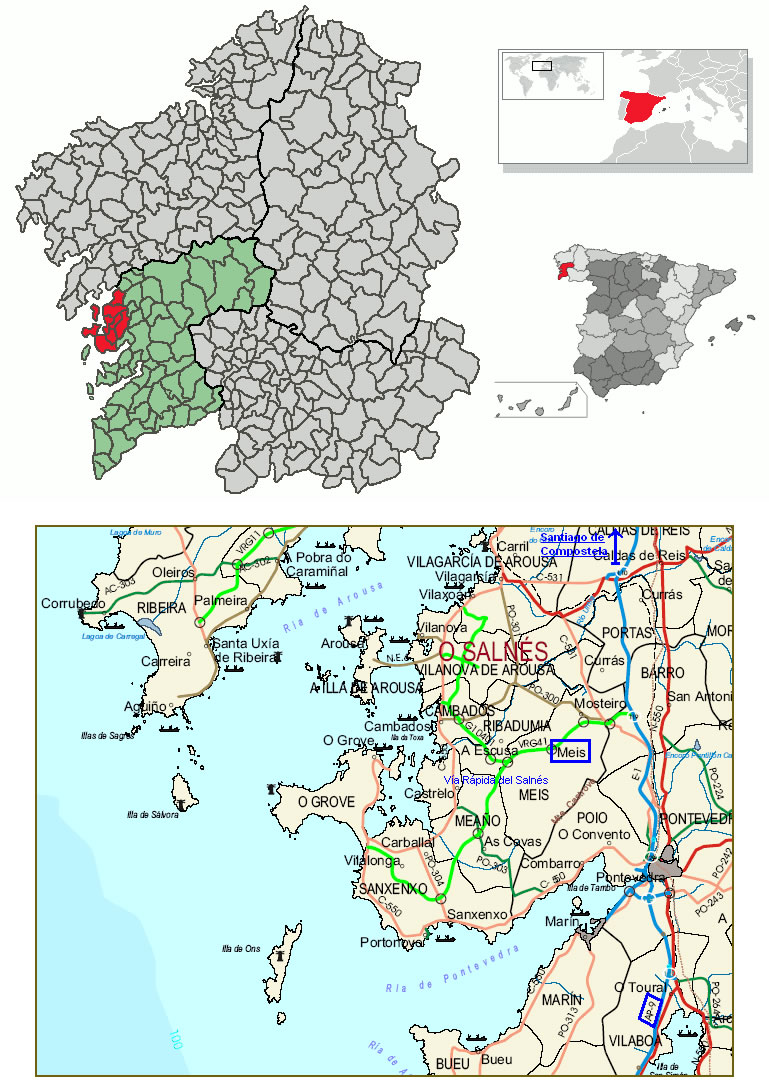 Lagoa de Muro
VRG11
AC-302
A Pobra do
Caramiñal
Oleiros
AC-303
Corrubedo
RIBEIRA
Palmeira
Lagoa de Carregal
Santa Uxía
de Ribeira
Carreira
Aguiño
Illas de Sagres
Illa de Sálvora
Ría de Arousa
Encoro
Santiago de
Compostela
CALDAS DE REIS
Caldas de Reis
Carril
VILAGARCÍA DE AROUSA
Vilagarcía
C-531
Vilaxoán
Currás
Vilanova
PORTAS
Arousa
O SALNÉS
VILANOVA DE AROUSA
Currás
BARRO
A ILLA DE AROUSA
PO-300
San Antoni
N-550
CAMBADOS
RIBADUMIA
Mosteiro
Cambados
Illa da Toxa
O Grove
VRG41
A Escusa
Meis
E-1
PO-224
Castrelo
Vía Rápida del Salnés
O GROVE
MEIS
MEAÑO
POIO
PONTEVEDR
O Convento
As Covas
Carballal
Vilalonga
PO-304
PO-303
Combarro
PO-242
SANXENXO
Pontevedra
Illa de Tambo
C-550
Sanxenxo
Marín
PO-243
Portonovo
Illa de Ons
Ría de Pontevedra
C-550
O Toural
MARÍN
PO-313
AP-9
VILABOA
100
BUEU
Bueu